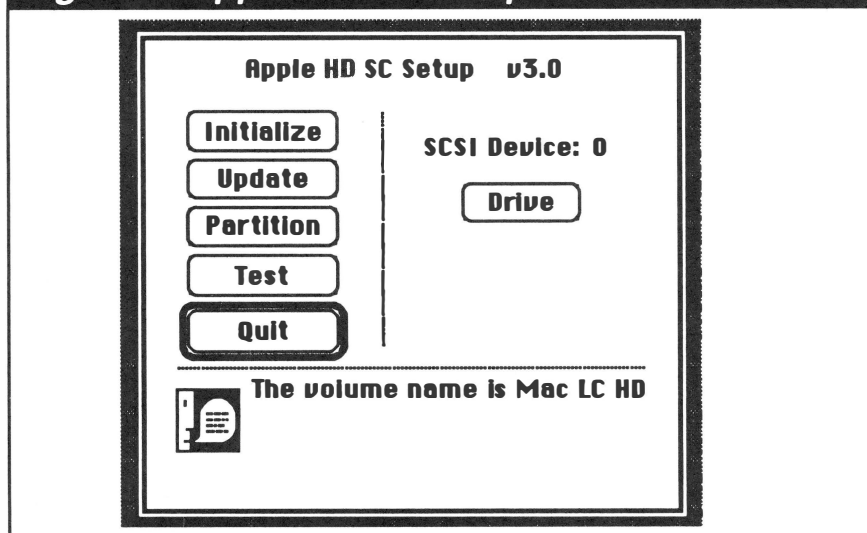 Apple HD SC Setup v3.0
Initialize
Update
Partition
Test
Quit
SCSI Device: 0
Drive
The volume name is Mac LC HD